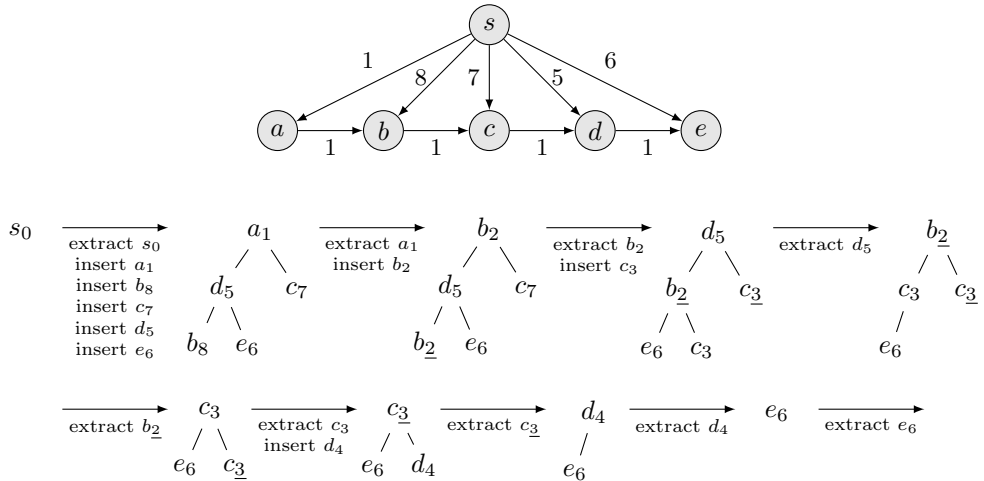 s
1 8 7 5 6
a b c d e
1 1 1 1
s0 a1 b2 d5 b2
extract s0 extract a1 extract b2 extract d5
insert a1 insert b2 insert c3
insert b8 d5 c7 d5 c7 b2 c3 c3 c3
insert c7
insert d5
insert e6 b8 e6 b2 e6 e6 c3 e6
c3 c3 d4 e6
extract b2 extract c3 extract c3 extract d4 extract e6
insert d4
e6 c3 e6 d4 e6